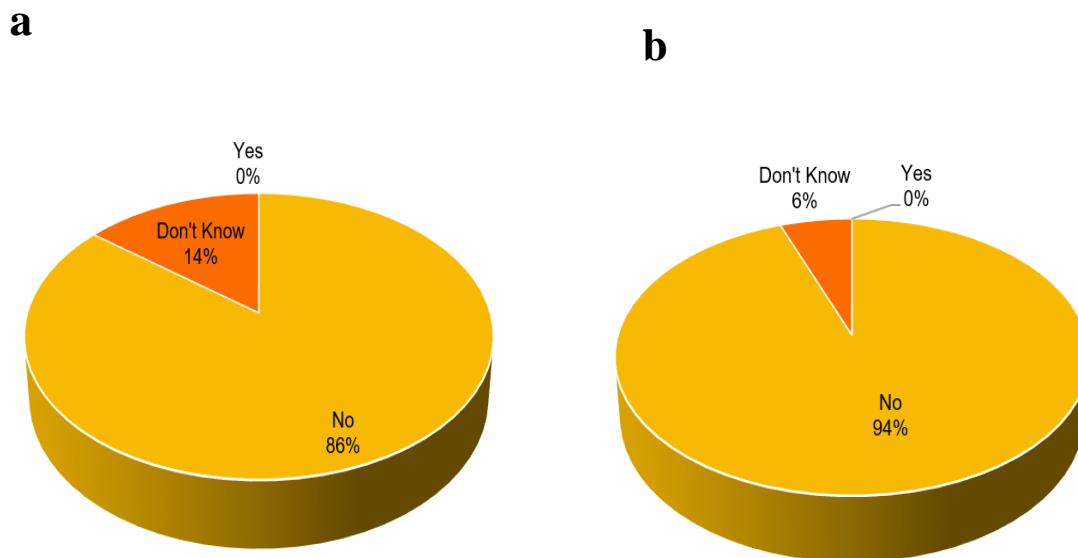 a
Yes
0%
Don't Know
14%
No
86%
b
Don't Know
6%
Yes
0%
No
94%